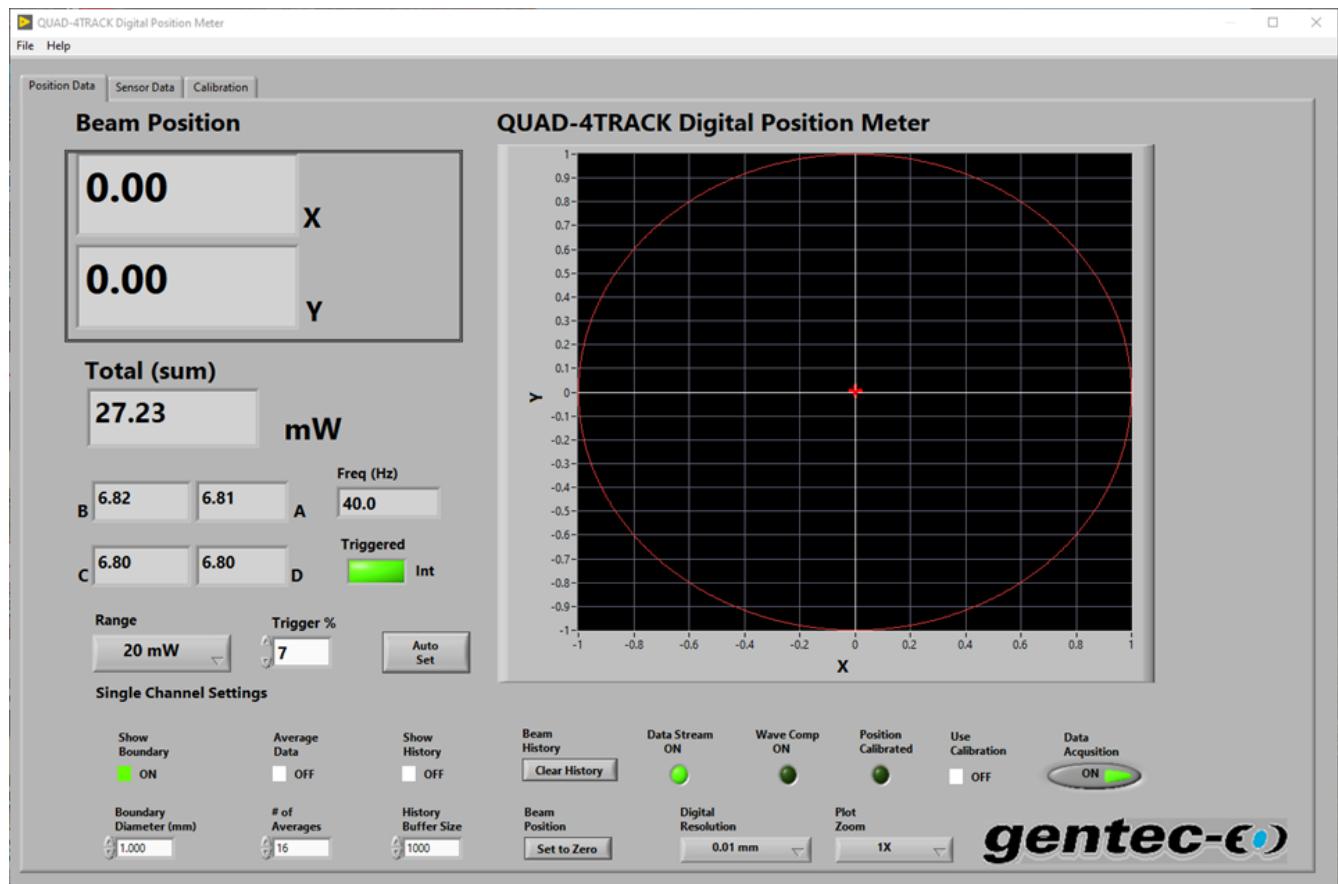 QUAD-4TRACK Digital Position Meter
File Help
Position Data Sensor Data Calibration
Beam Position
0.00 X
0.00 Y
Total (sum)
27.23 mW
Freq (Hz)
40.0
B 6.82 6.81 A
Triggered
Int
C 6.80 6.80 D
Range
20 mW
Trigger %
7
Auto
Set
Single Channel Settings
QUAD-4TRACK Digital Position Meter
1
0.9
0.8
0.7
0.6
0.5
0.4
0.3
0.2
0.1
0
-0.1
-0.2
-0.3
-0.4
-0.5
-0.6
-0.7
-0.8
-0.9
-1
Y
-1 -0.8 -0.6 -0.4 -0.2 0 0.2 0.4 0.6 0.8 1
X
Show
Boundary
ON
Average
Data
OFF
Show
History
OFF
Beam
History
Clear History
Data Stream
ON
Wave Comp
ON
Position
Calibrated
Use
Calibration
OFF
Data
Acqusition
ON
Boundary
Diameter (mm)
1.000
# of
Averages
16
History
Buffer Size
1000
Beam
Position
Set to Zero
Digital
Resolution
0.01 mm
Plot
Zoom
1X
gentec-eo